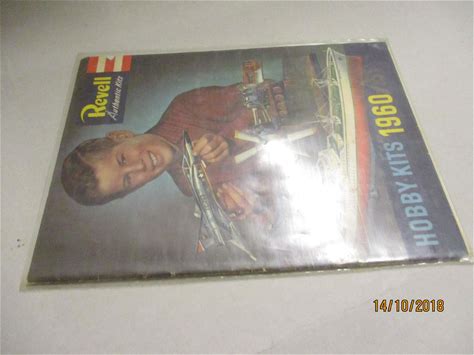 Revell
Authentic Kits
HOBBY KITS 1960
14/10/2018